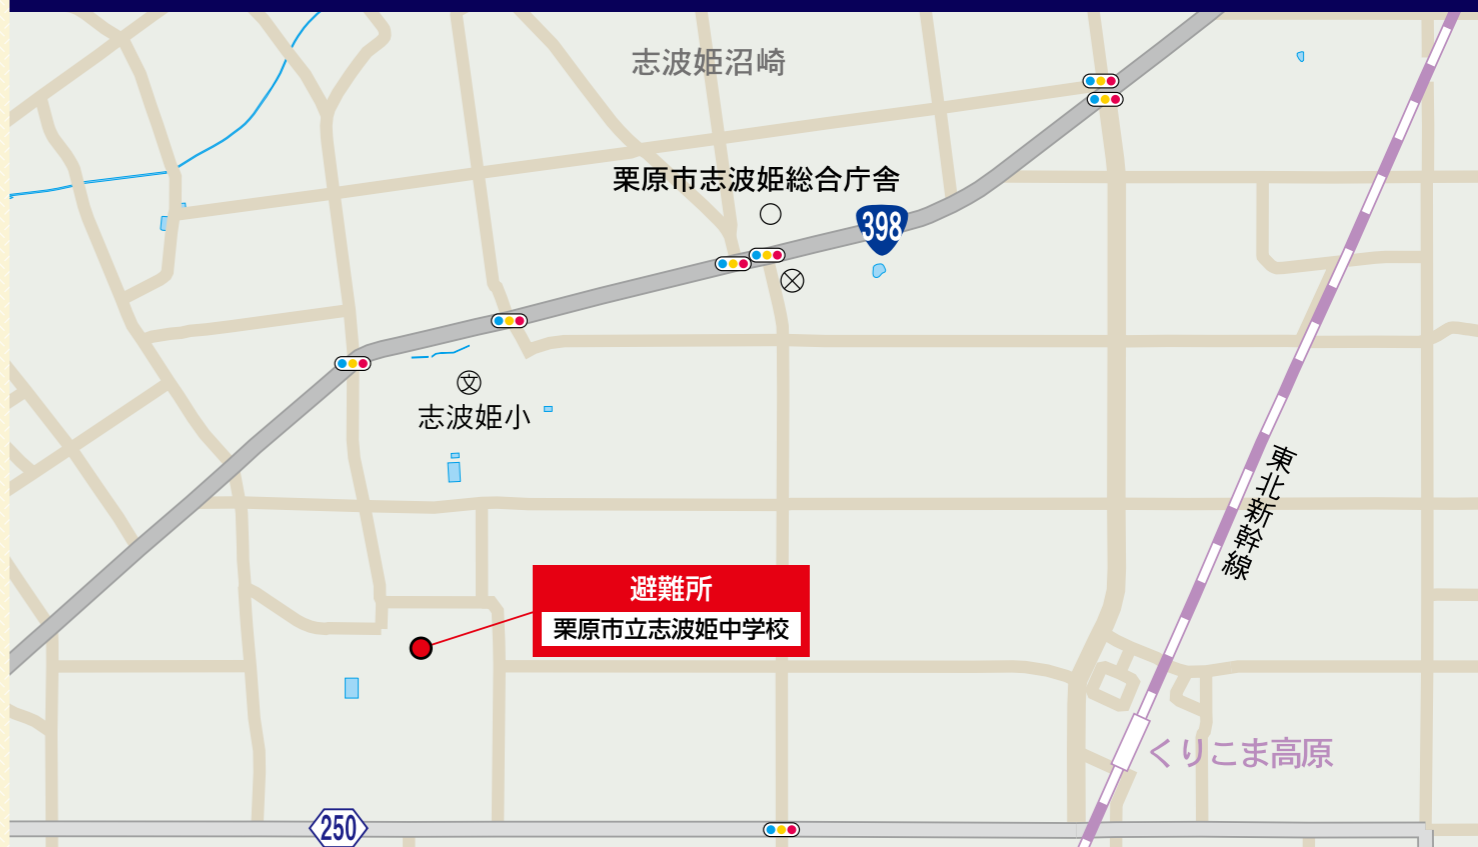 志波姫沼崎
栗原市志波姫総合庁舎
398
文
志波姫小
東北新幹線
避難所
栗原市立志波姫中学校
くりこま高原
250